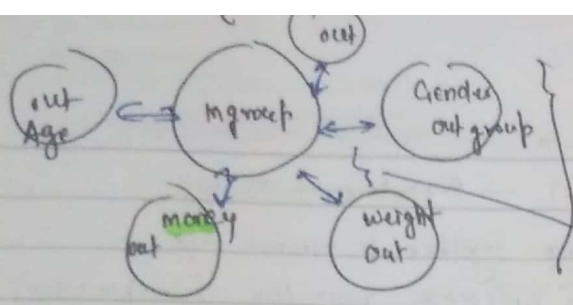 out
out
Age
Ingroup
Gender
out group
money
out
weight
out